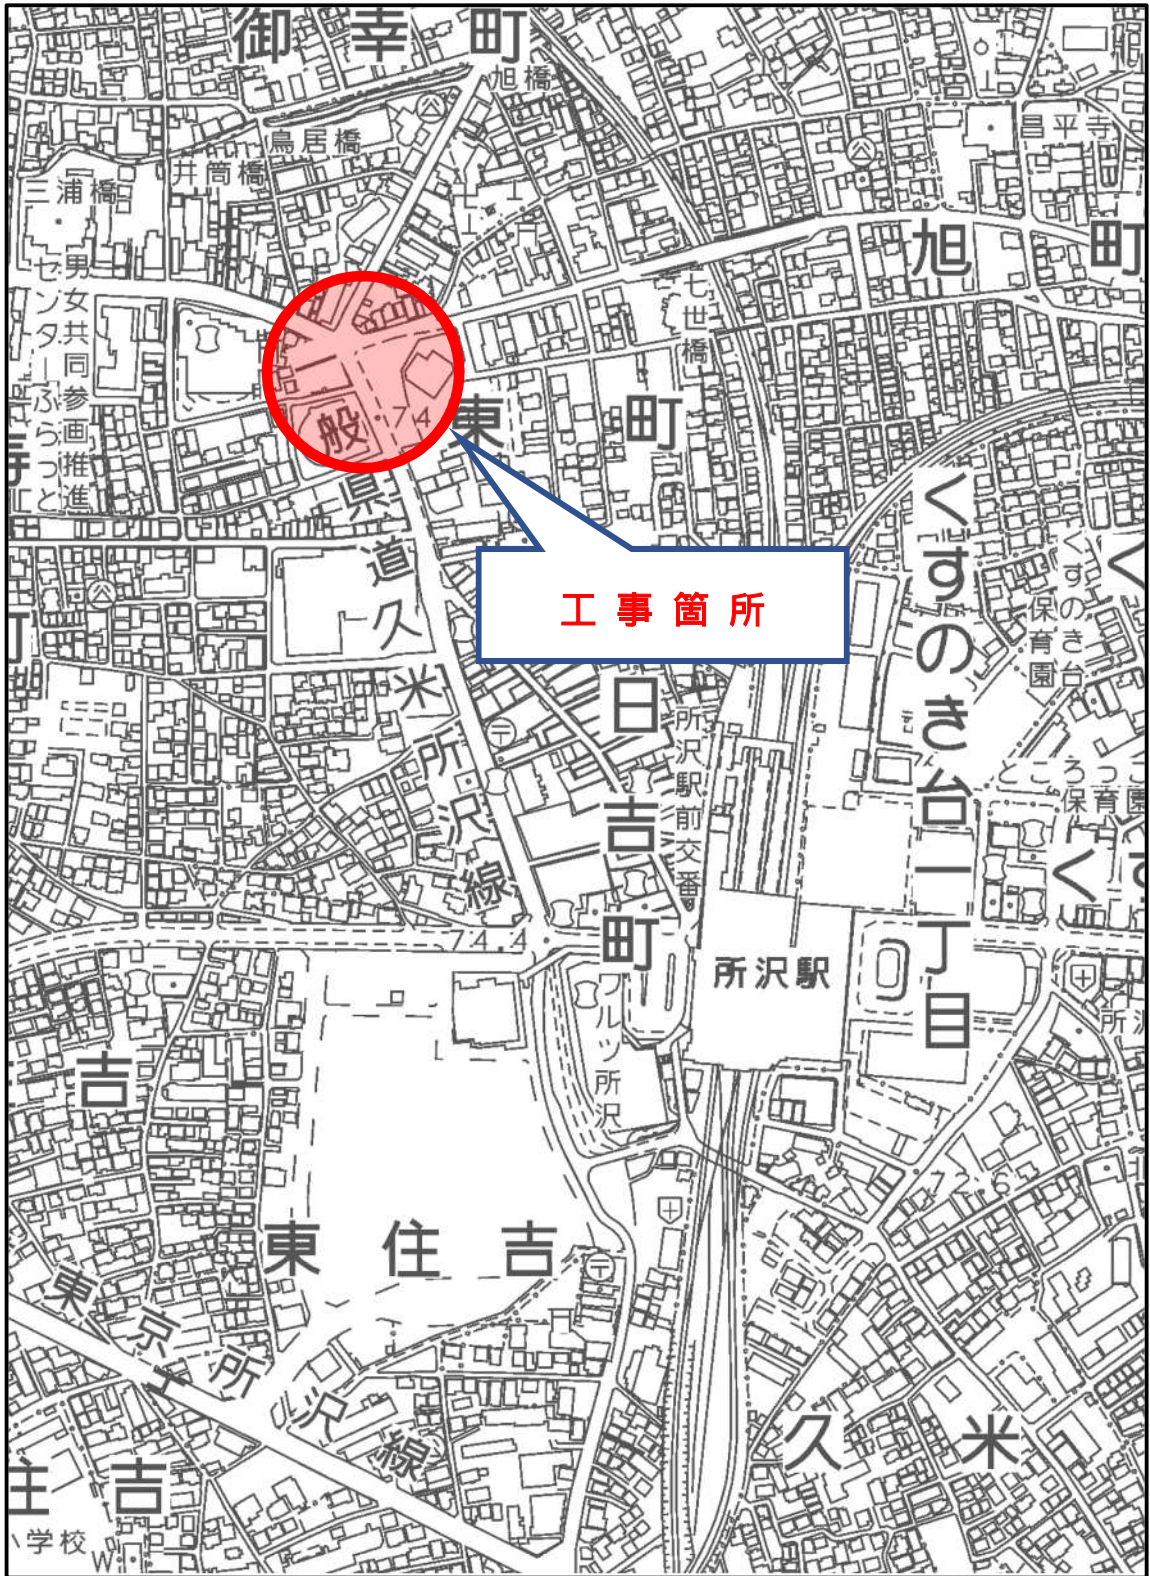 御幸町
旭橋
鳥居橋
井筒橋
三浦橋
昌平寺
旭町
男女共同参画推進
センターふらっと
七世橋
東町
74
一般県道久米所沢線
工事箇所
くすのき台一丁目
くすのき台
保育園
日吉町
所沢駅前交番
ところっこ
保育園
74.4
所沢駅
ワルツ所沢
吉
72.6
東住吉
東京所沢線
久米
住吉
小学校
W